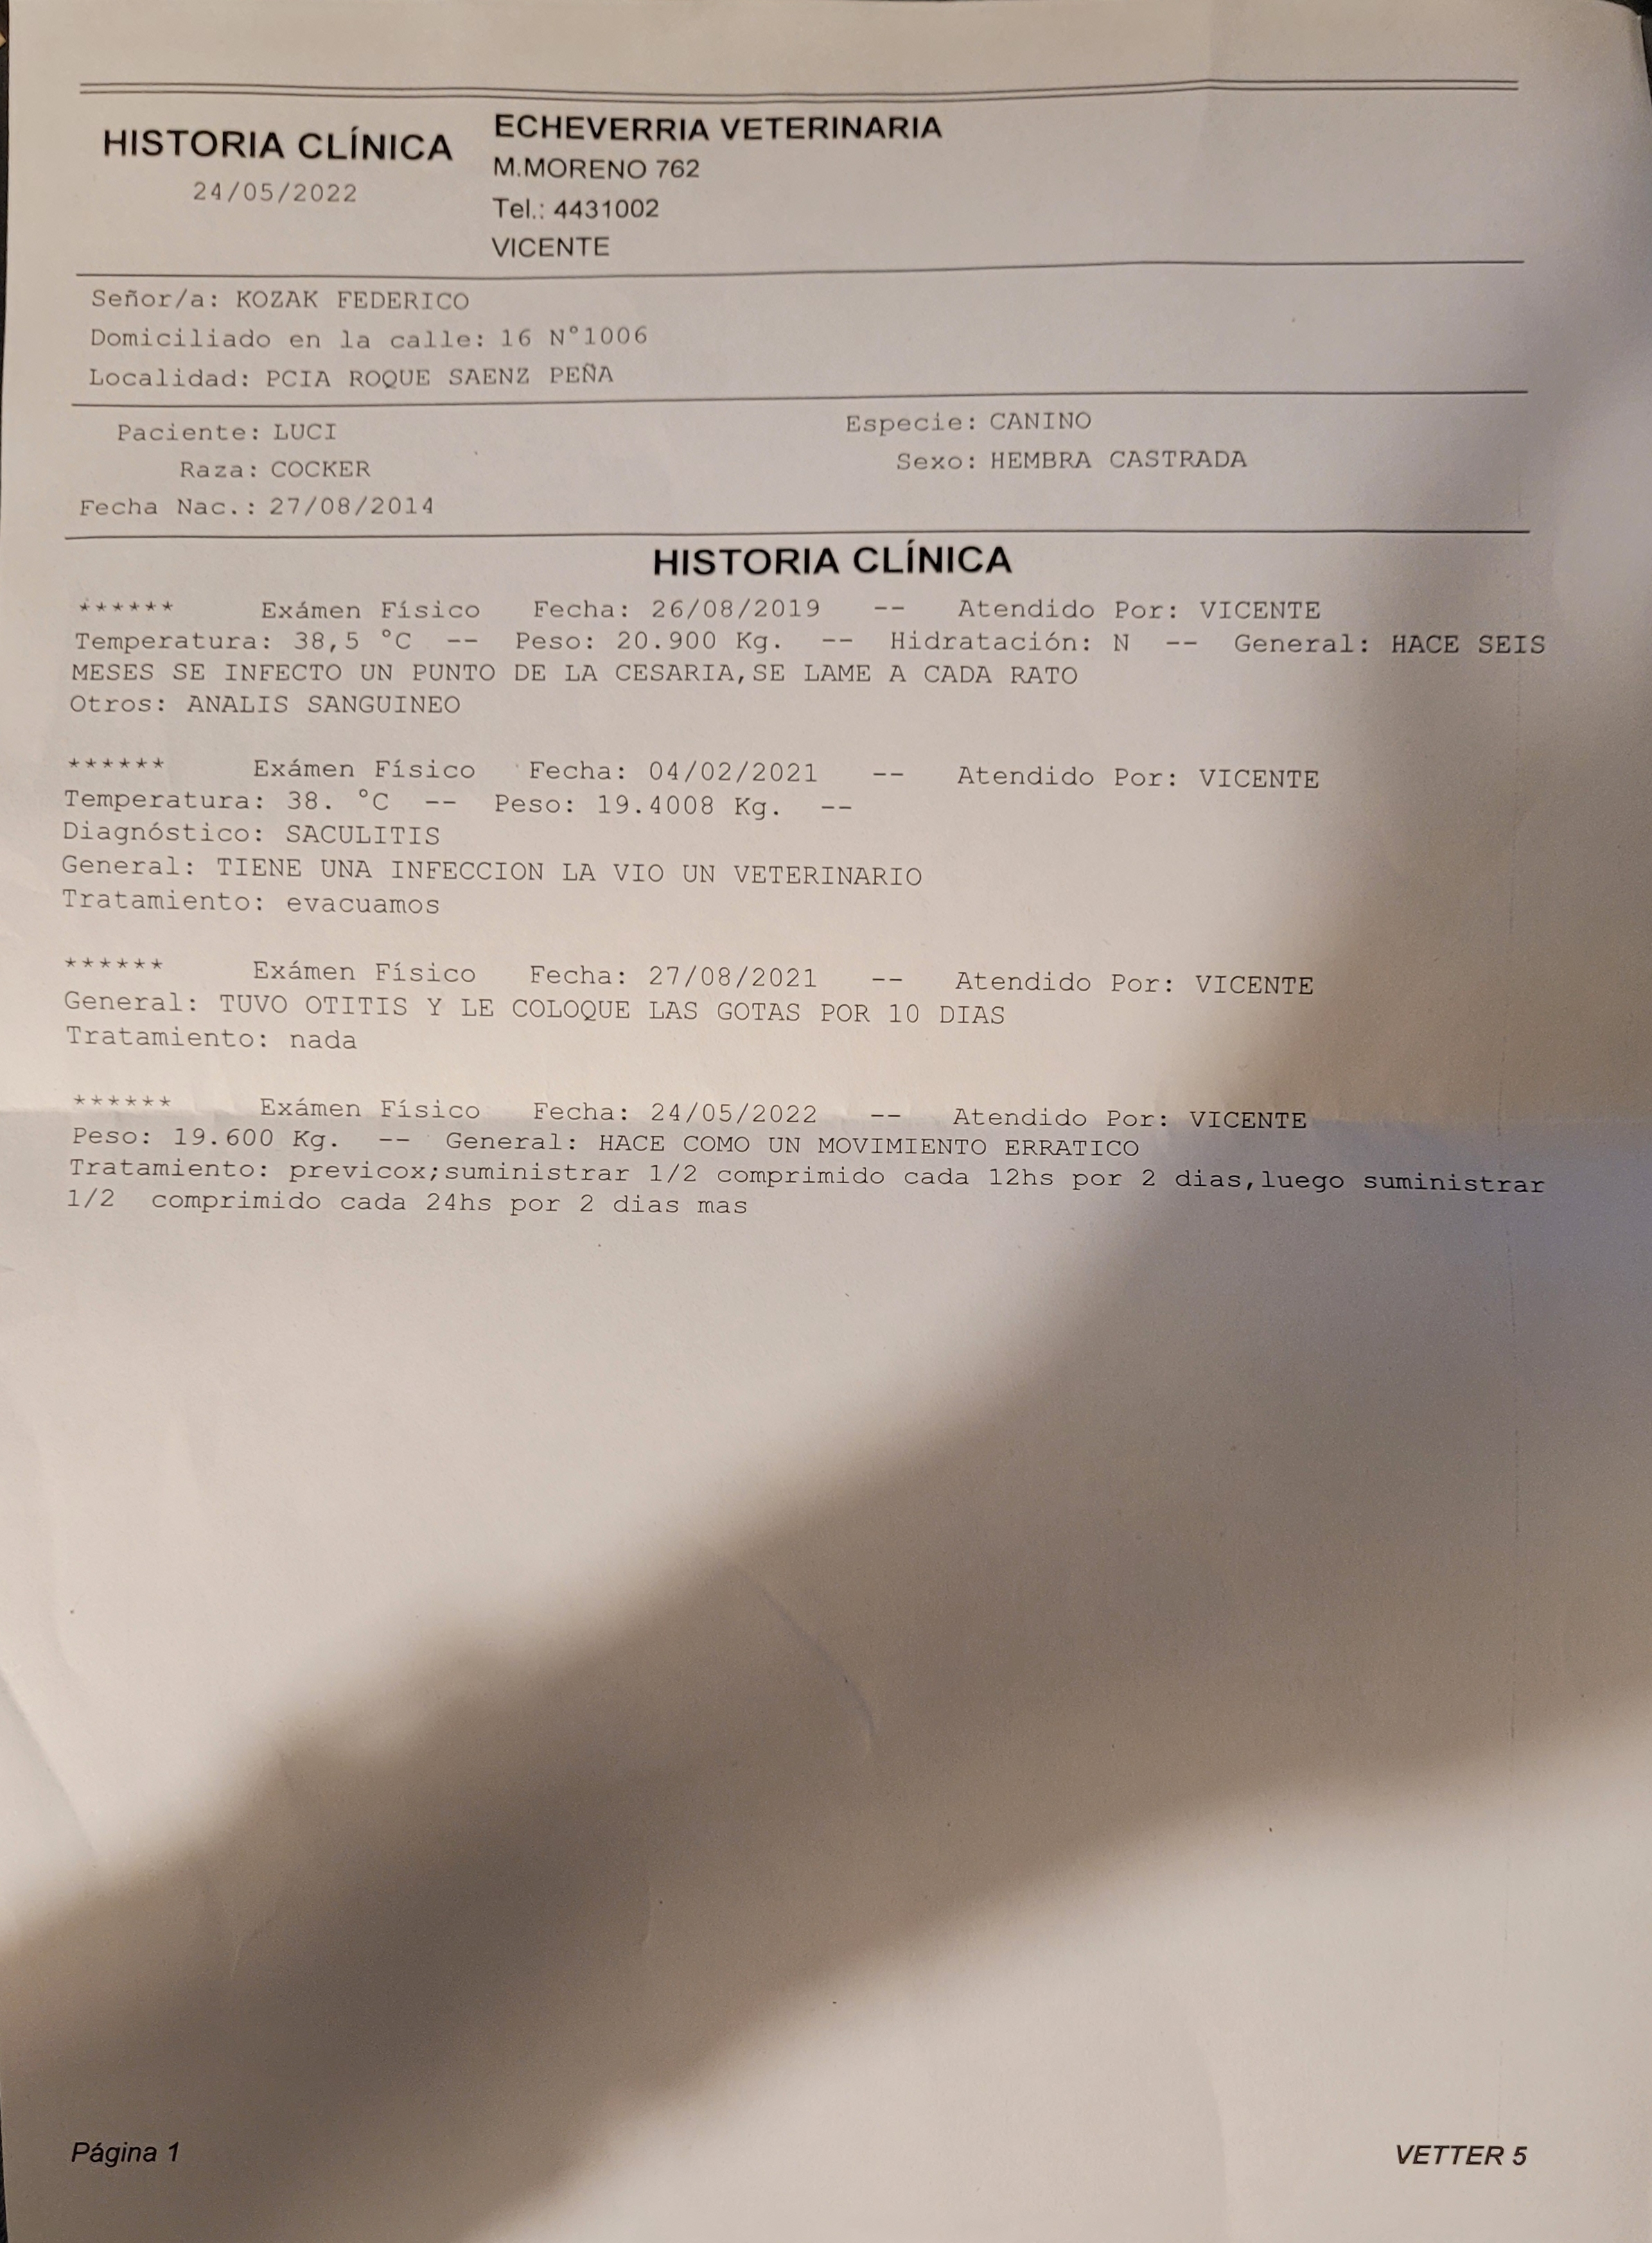 HISTORIA CLÍNICA
24/05/2022
ECHEVERRIA VETERINARIA
M.MORENO 762
Tel.: 4431002
VICENTE
Señor/a: KOZAK FEDERICO
Domiciliado en la calle: 16 N°1006
Localidad: PCIA ROQUE SAENZ PEÑA
Paciente: LUCI
Especie: CANINO
Raza: COCKER
Sexo: HEMBRA CASTRADA
Fecha Nac.: 27/08/2014
HISTORIA CLÍNICA
****** Exámen Físico Fecha: 26/08/2019 -- Atendido Por: VICENTE
Temperatura: 38,5 °C -- Peso: 20.900 Kg. -- Hidratación: N -- General: HACE SEIS
MESES SE INFECTO UN PUNTO DE LA CESARIA,SE LAME A CADA RATO
Otros: ANALIS SANGUINEO
****** Exámen Físico Fecha: 04/02/2021 -- Atendido Por: VICENTE
Temperatura: 38. °C -- Peso: 19.4008 Kg. --
Diagnóstico: SACULITIS
General: TIENE UNA INFECCION LA VIO UN VETERINARIO
Tratamiento: evacuamos
****** Exámen Físico Fecha: 27/08/2021 -- Atendido Por: VICENTE
General: TUVO OTITIS Y LE COLOQUE LAS GOTAS POR 10 DIAS
Tratamiento: nada
****** Exámen Físico Fecha: 24/05/2022 -- Atendido Por: VICENTE
Peso: 19.600 Kg. -- General: HACE COMO UN MOVIMIENTO ERRATICO
Tratamiento: previcox;suministrar 1/2 comprimido cada 12hs por 2 dias,luego suministrar
1/2 comprimido cada 24hs por 2 dias mas
Página 1
VETTER 5